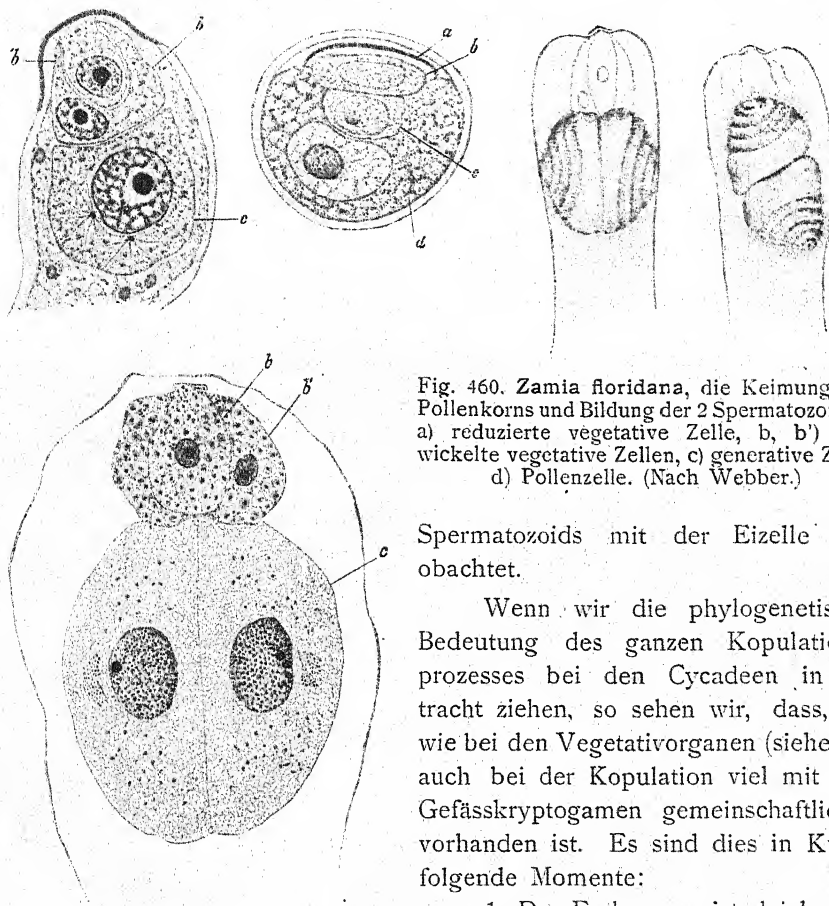 b
b
c
a
b
c
d
b
b'
c
Fig. 460. Zamia floridana, die Keimung
Pollenkorns und Bildung der 2 Spermatozo
a) reduzierte vegetative Zelle, b, b')
wickelte vegetative Zellen, c) generative Z
d) Pollenzelle. (Nach Webber.)
Spermatozoids mit der Eizelle
obachtet.
Wenn wir die phylogenetis
Bedeutung des ganzen Kopulatio
prozesses bei den Cycadeen in
tracht ziehen, so sehen wir, dass,
wie bei den Vegetativorganen (siehe
auch bei der Kopulation viel mit
Gefässkryptogamen gemeinschaftli
vorhanden ist. Es sind dies in K
folgende Momente: